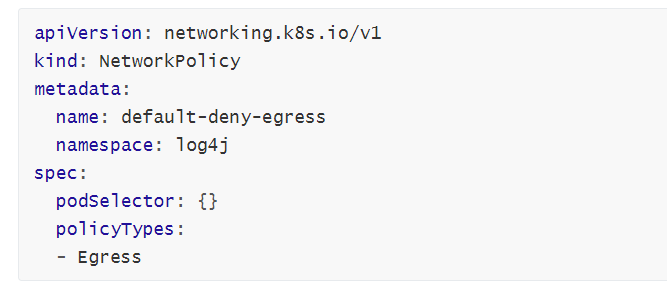 apiVersion: networking.k8s.io/v1
kind: NetworkPolicy
metadata:
  name: default-deny-egress
  namespace: log4j
spec:
  podSelector: {}
  policyTypes:
  - Egress